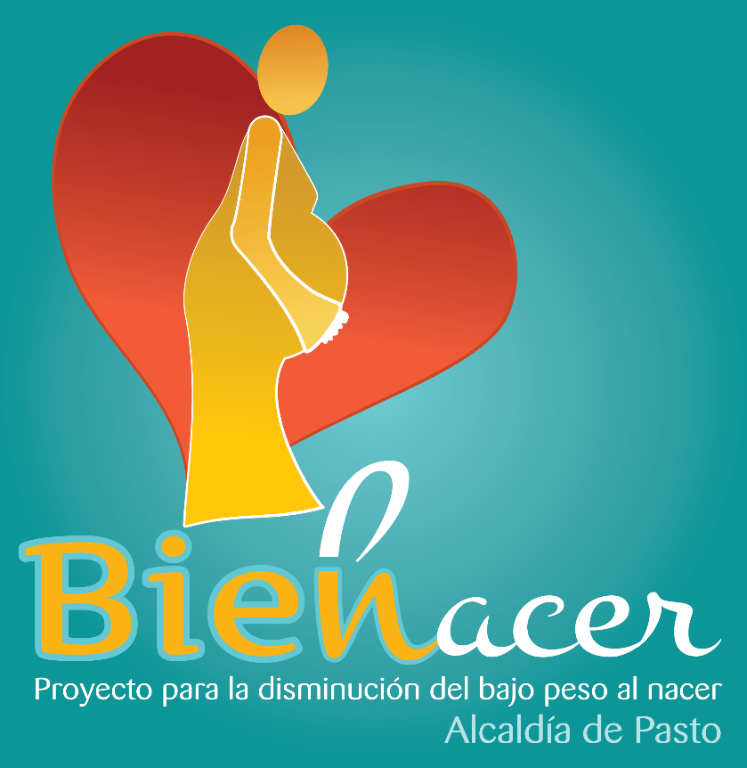 Bienacer
Proyecto para la disminución del bajo peso al nacer
Alcaldía de Pasto